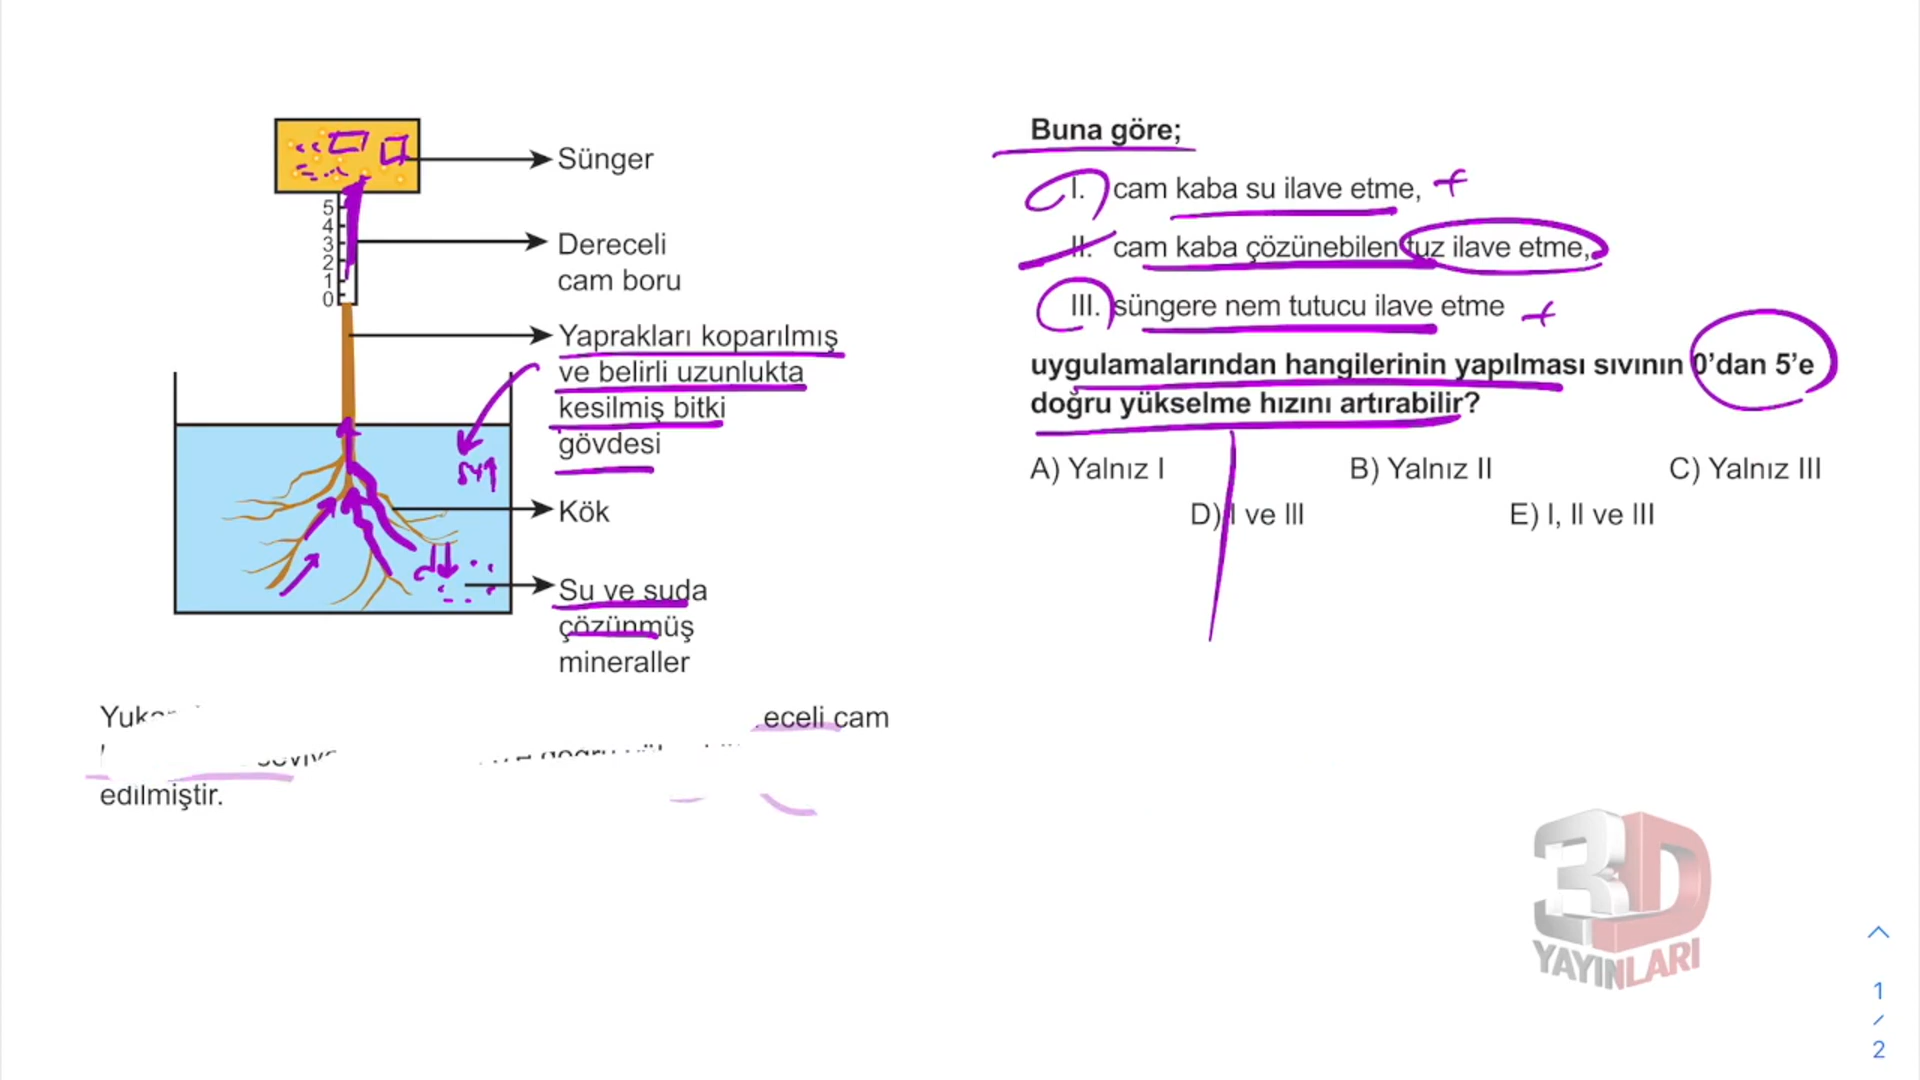 Sünger
5
4
3
2
1
0
Dereceli
cam boru
Yaprakları koparılmış
ve belirli uzunlukta
kesilmiş bitki
gövdesi
Kök
Su ve suda
çözünmüş
mineraller
eceli cam
edilmiştir.
Buna göre;
I. cam kaba su ilave etme, +
II. cam kaba çözünebilen tuz ilave etme,
III. süngere nem tutucu ilave etme +
uygulamalarından hangilerinin yapılması sıvının 0'dan 5'e
doğru yükselme hızını artırabilir?
A) Yalnız I B) Yalnız II C) Yalnız III
D) I ve III E) I, II ve III
3D
YAYINLARI
1
/
2